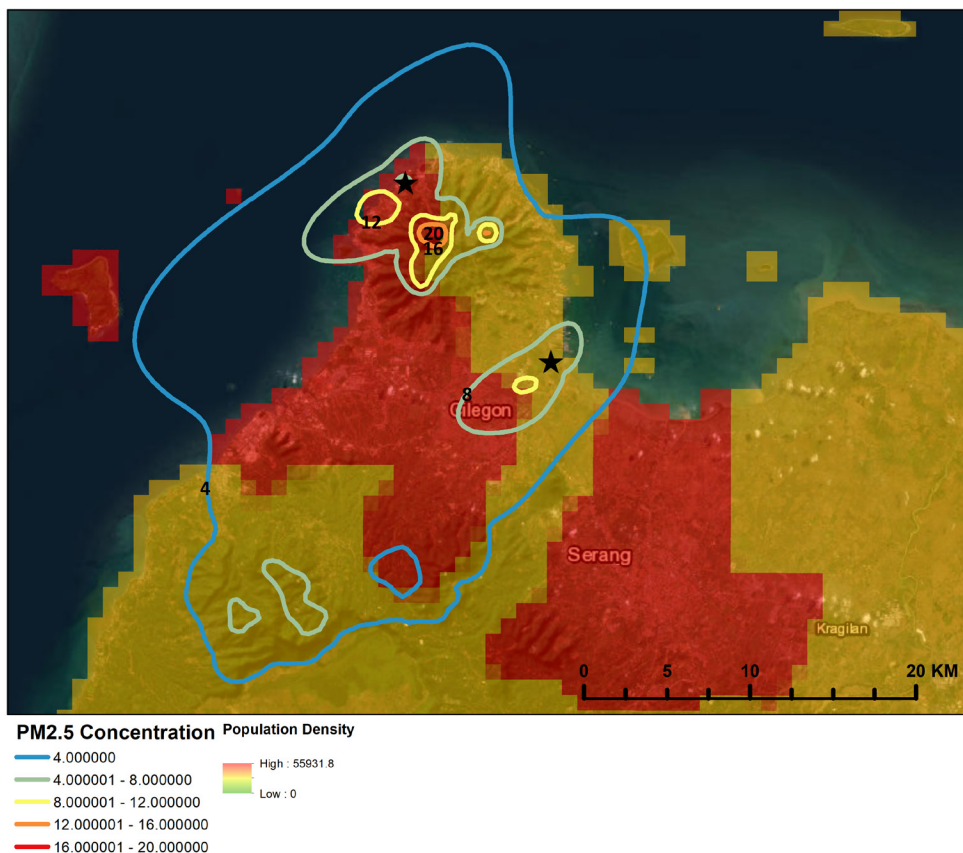 12
20
16
8
Cilegon
4
Serang
Kragilan
0 5 10 20 KM
PM2.5 Concentration
4.000000
4.000001 - 8.000000
8.000001 - 12.000000
12.000001 - 16.000000
16.000001 - 20.000000
Population Density
High : 55931.8
Low : 0